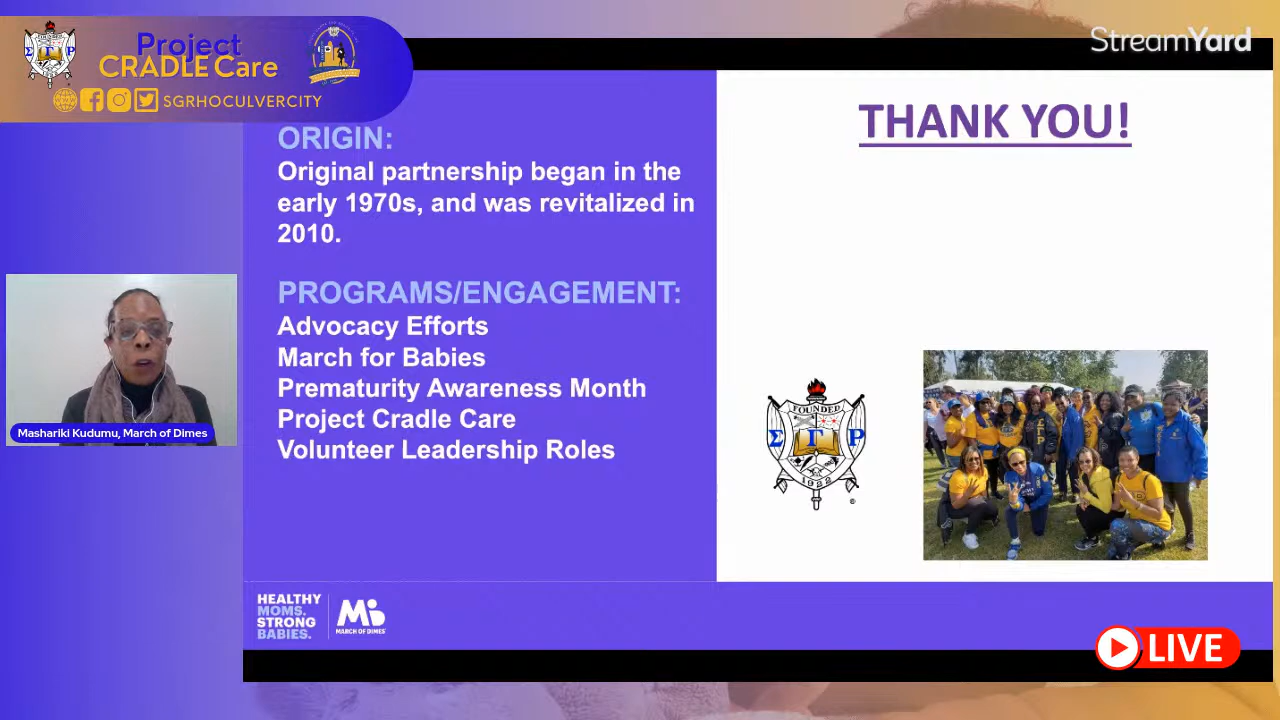 Project
CRADLE Care
SGRHOCULVERCITY
StreamYard
ORIGIN:
Original partnership began in the
early 1970s, and was revitalized in
2010.
PROGRAMS/ENGAGEMENT:
Advocacy Efforts
March for Babies
Prematurity Awareness Month
Project Cradle Care
Volunteer Leadership Roles
THANK YOU!
FOUNDED
Σ Γ Ρ
1922
®
Mashariki Kudumu, March of Dimes
HEALTHY
MOMS.
STRONG
BABIES.
MARCH OF DIMES®
LIVE